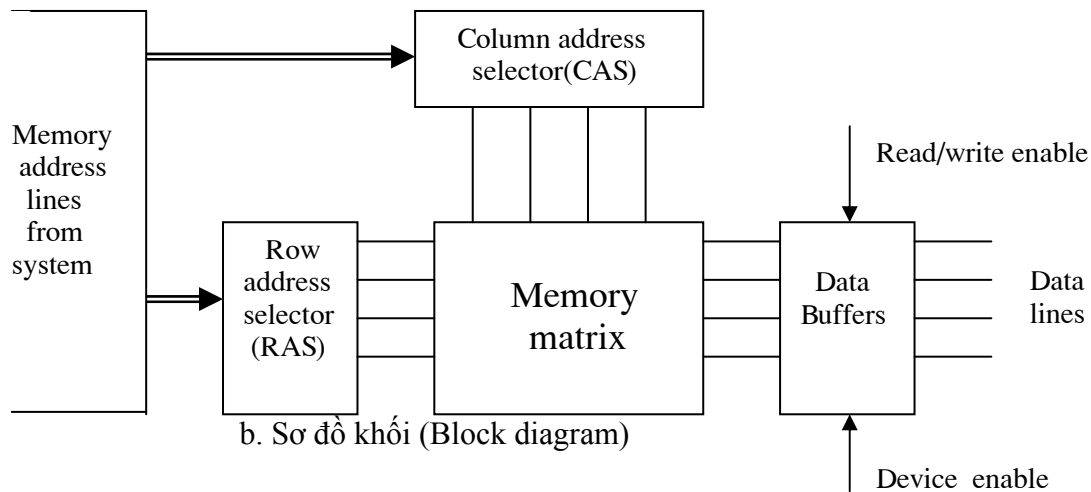 Column address
selector(CAS)
Memory
address
lines
from
system
Read/write enable
Row
address
selector
(RAS)
Memory
matrix
Data
Buffers
Data
lines
b. Sơ đồ khối (Block diagram)
Device enable